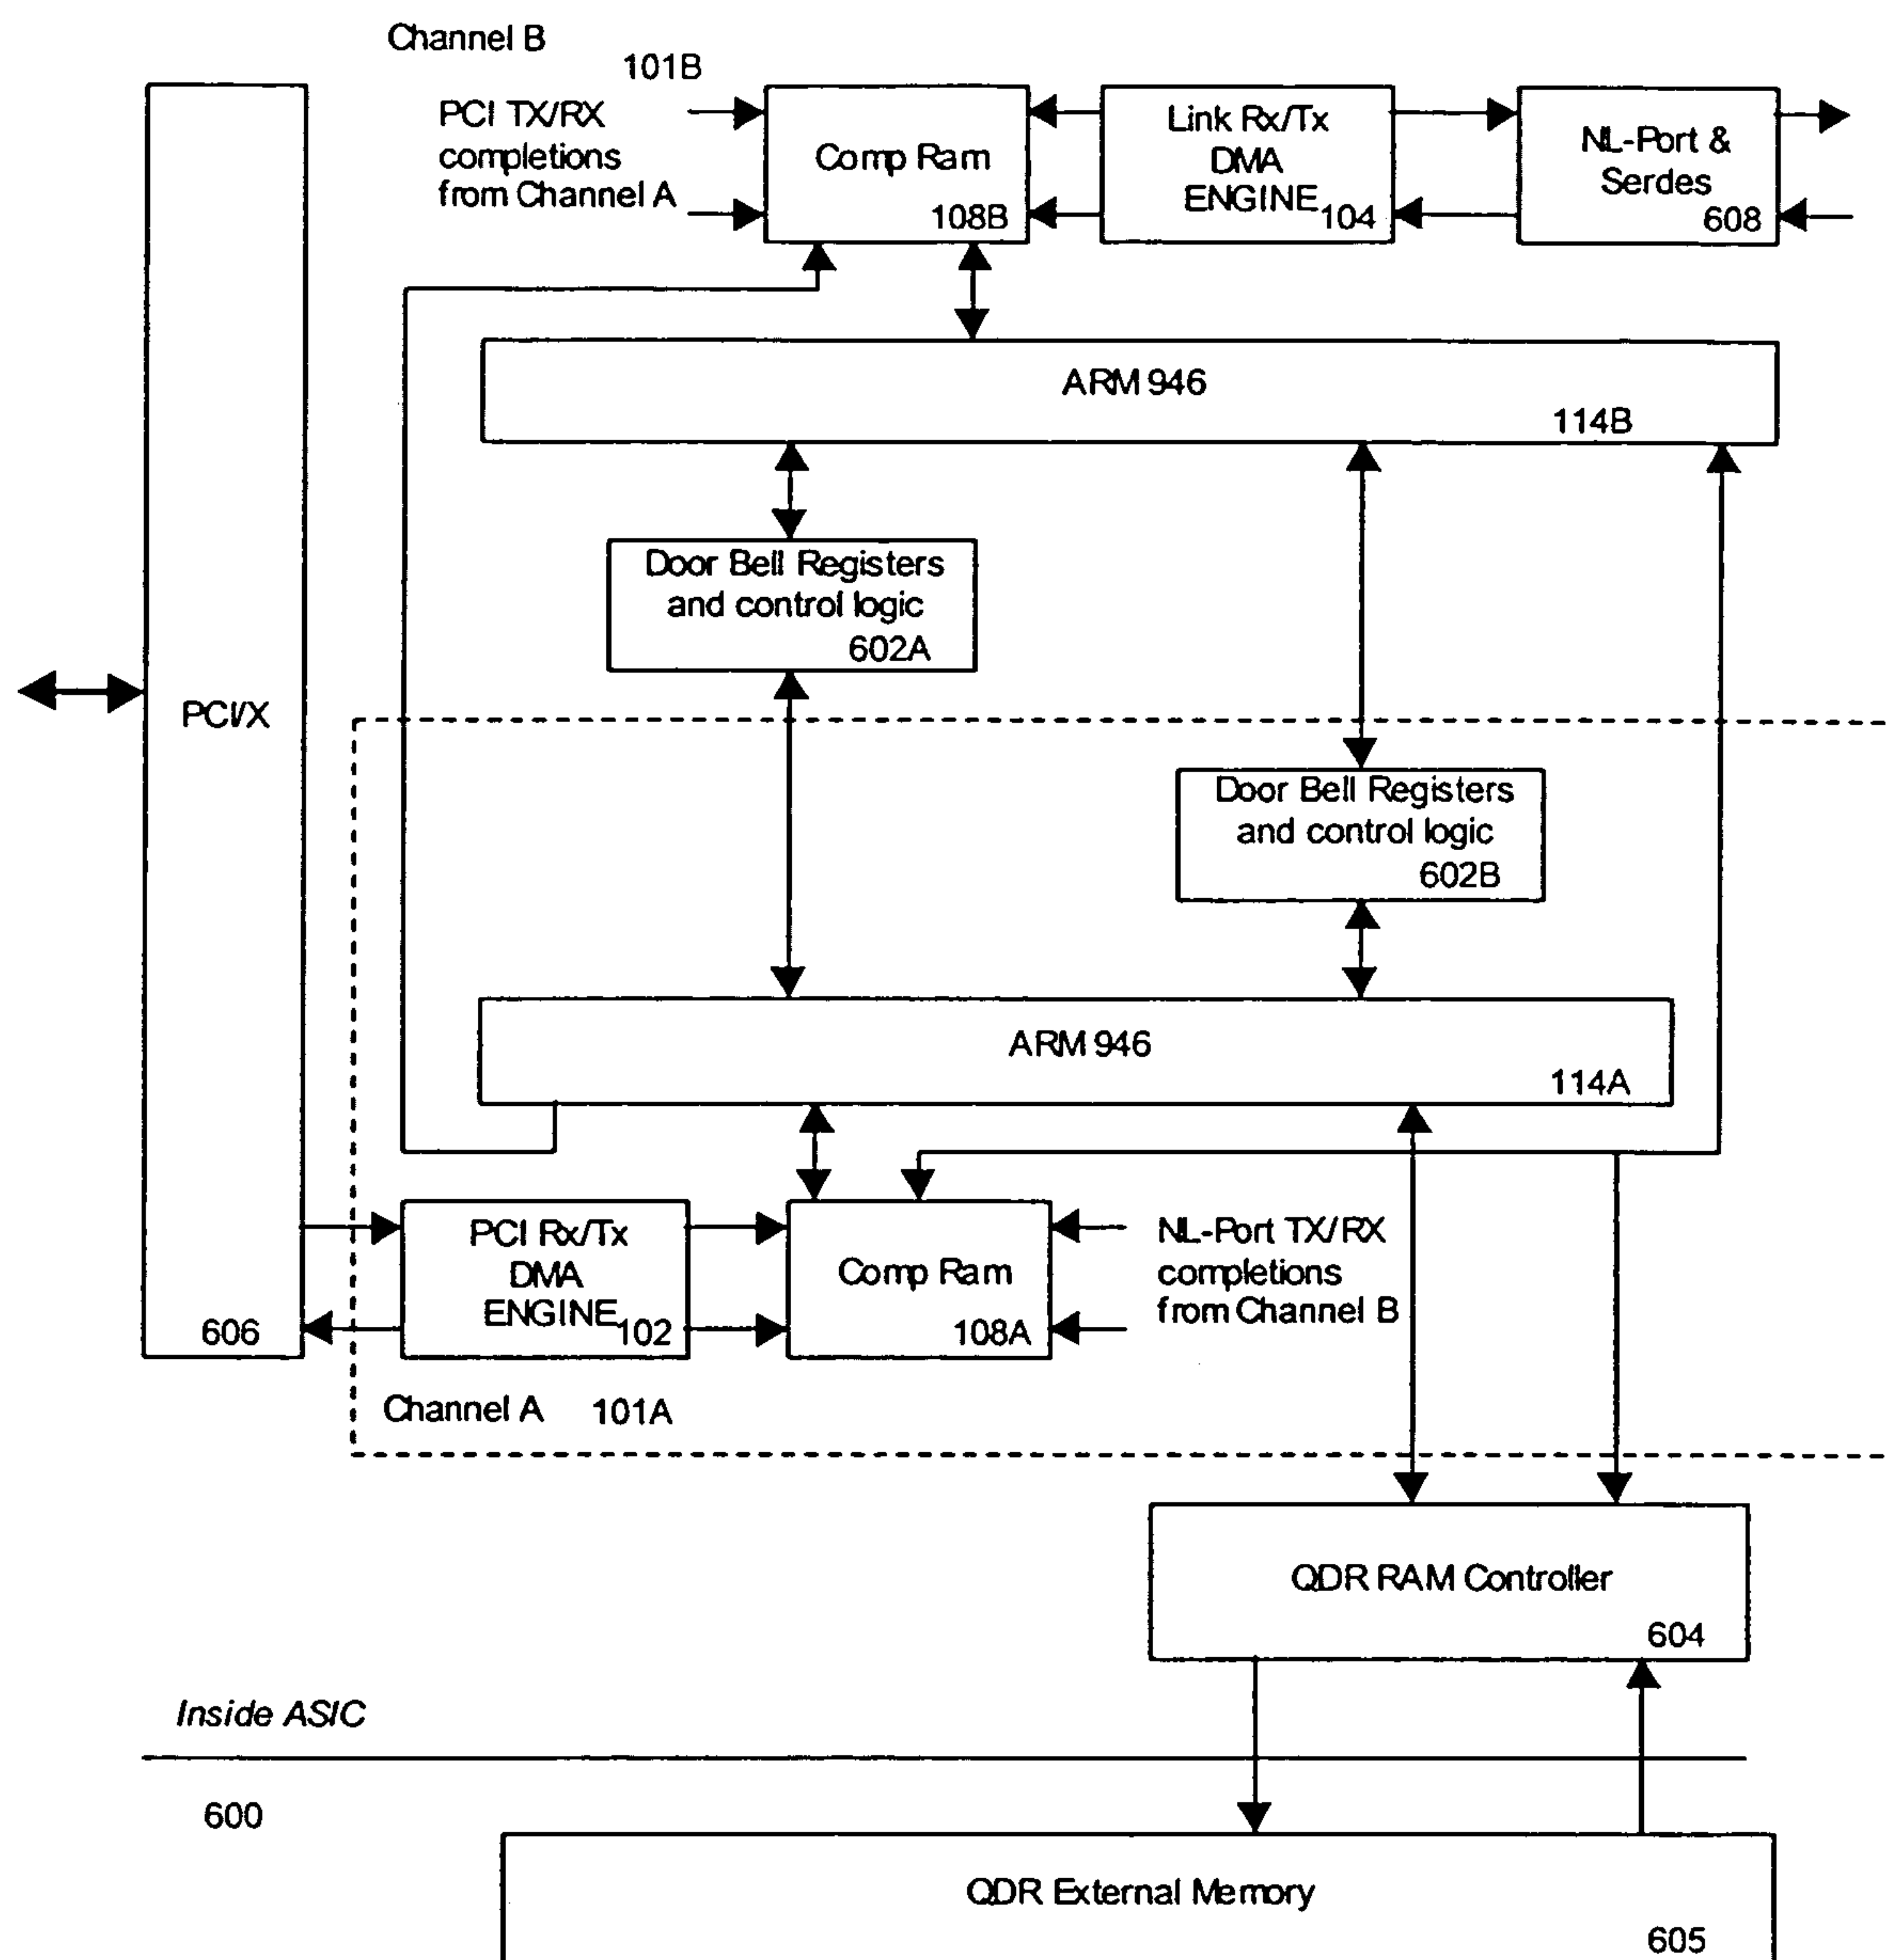 Channel B
101B
PCI TX/RX
completions
from Channel A
Comp Ram
108B
Link Rx/Tx
DMA
ENGINE
104
NL-Port &
Serdes
608
ARM 946
114B
Door Bell Registers
and control logic
602A
PCI/X
Door Bell Registers
and control logic
602B
ARM 946
114A
606
PCI Rx/Tx
DMA
ENGINE
102
Comp Ram
108A
NL-Port TX/RX
completions
from Channel B
Channel A
101A
QDR RAM Controller
604
Inside ASIC
600
QDR External Memory
605